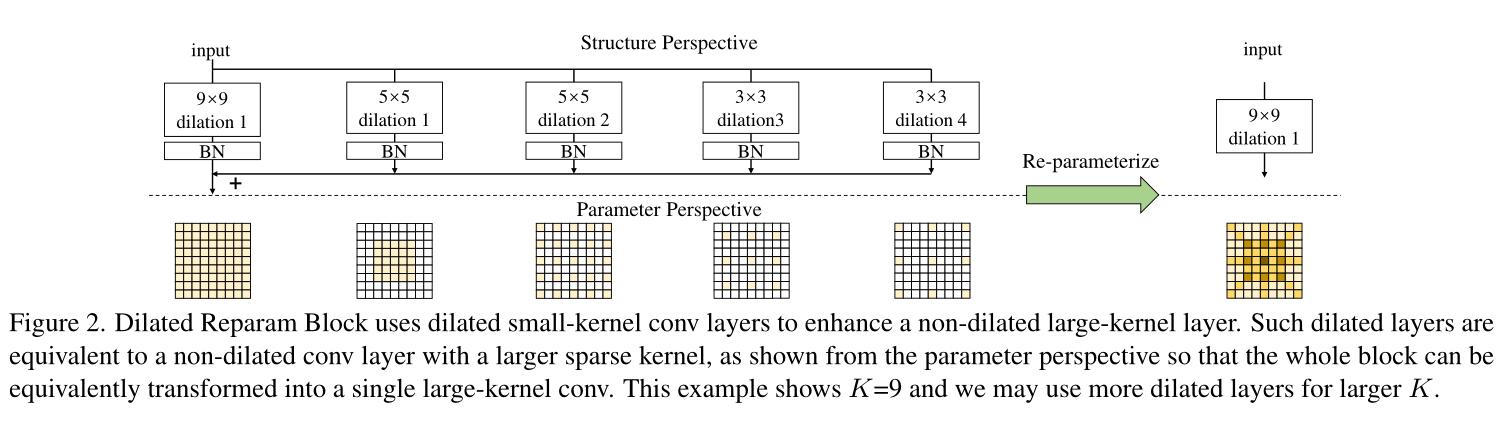 Structure Perspective
input
input
9×9
dilation 1
BN
5×5
dilation 1
BN
5×5
dilation 2
BN
3×3
dilation3
BN
3×3
dilation 4
BN
+
Re-parameterize
9×9
dilation 1
Parameter Perspective
Figure 2. Dilated Reparam Block uses dilated small-kernel conv layers to enhance a non-dilated large-kernel layer. Such dilated layers are
equivalent to a non-dilated conv layer with a larger sparse kernel, as shown from the parameter perspective so that the whole block can be
equivalently transformed into a single large-kernel conv. This example shows K=9 and we may use more dilated layers for larger K.